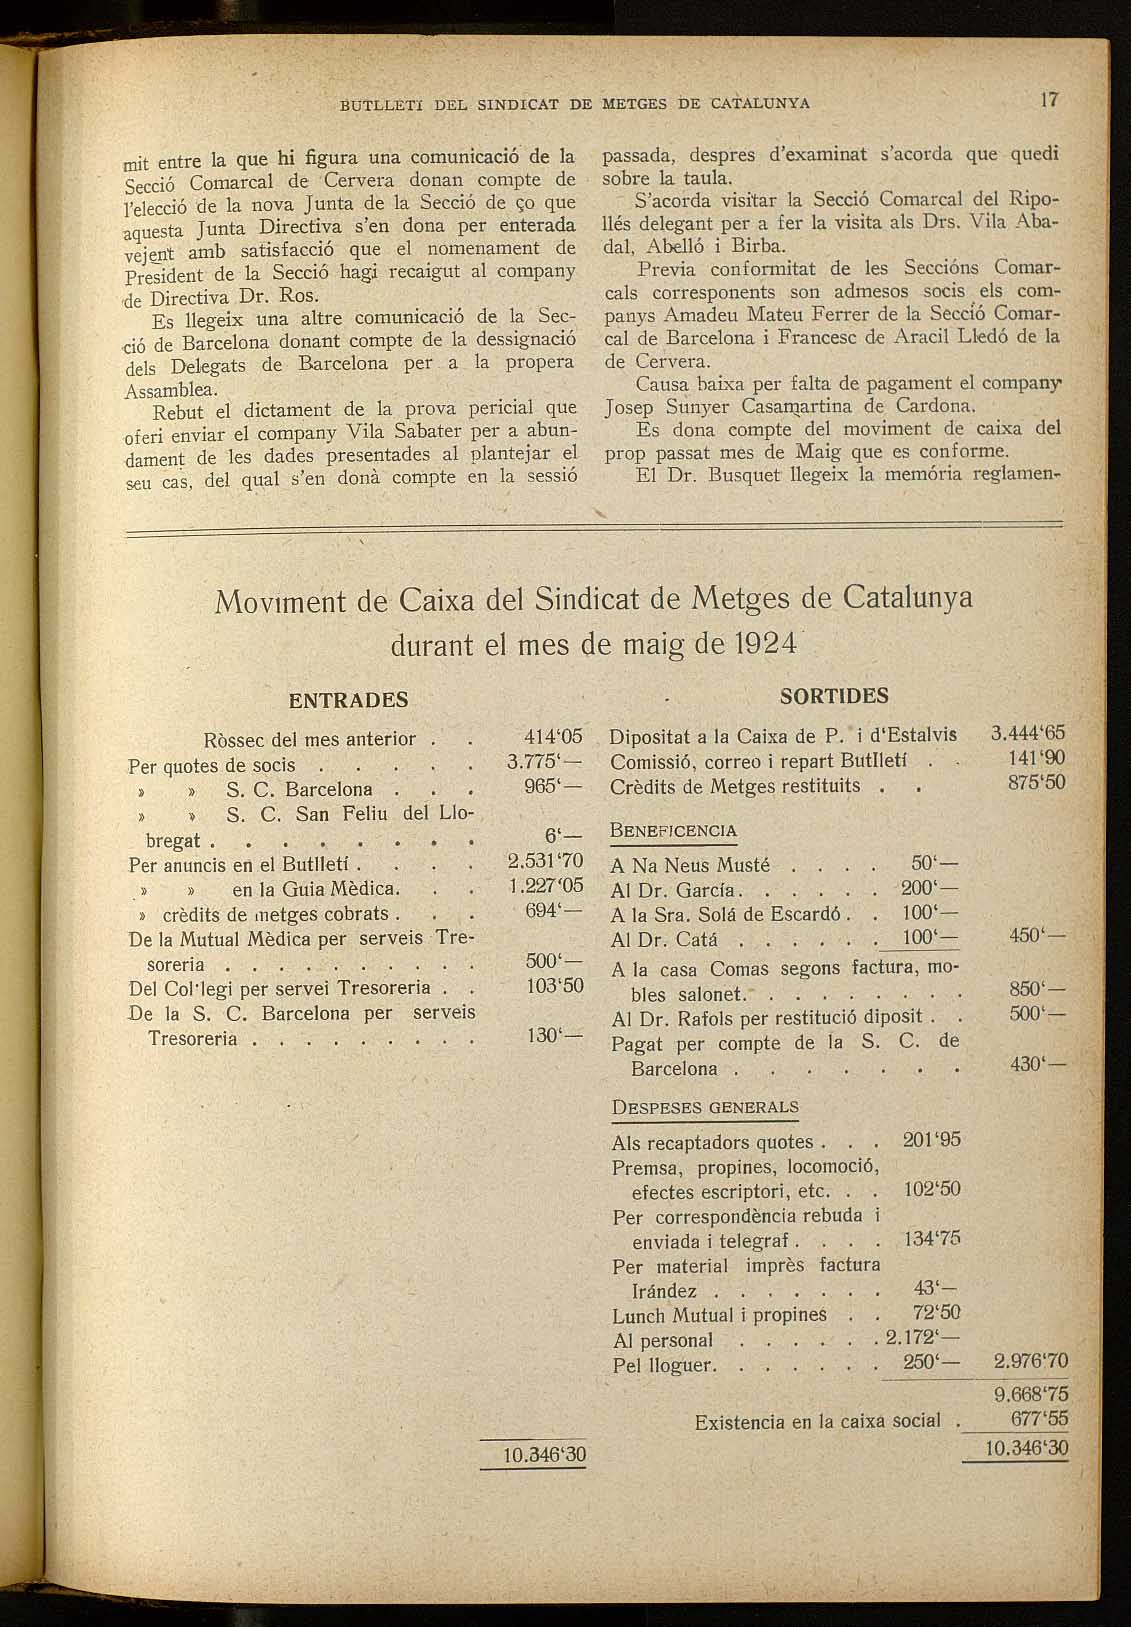 BUTLLETI DEL SINDICAT DE METGES DE CATALUNYA 17
mit entre la que hi figura una comunicació de la
Secció Comarcal de Cervera donan compte de
l'elecció de la nova Junta de la Secció de ço que
aquesta Junta Directiva s'en dona per enterada
vejent amb satisfacció que el nomenament de
President de la Secció hagi recaigut al company
de Directiva Dr. Ros.
Es llegeix una altre comunicació de la Sec-
ció de Barcelona donant compte de la dessignació
dels Delegats de Barcelona per a la propera
Assamblea.
Rebut el dictament de la prova pericial que
oferi enviar el company Vila Sabater per a abun-
dament de les dades presentades al plantejar el
seu cas, del qual s'en donà compte en la sessió
passada, despres d'examinat s'acorda que quedi
sobre la taula.
S'acorda visitar la Secció Comarcal del Ripo-
llés delegant per a fer la visita als Drs. Vila Aba-
dal, Abelló i Birba.
Previa conformitat de les Seccións Comar-
cals corresponents son admesos socis els com-
panys Amadeu Mateu Ferrer de la Secció Comar-
cal de Barcelona i Francesc de Aracil Lledó de la
de Cervera.
Causa baixa per falta de pagament el company
Josep Sunyer Casamartina de Cardona.
Es dona compte del moviment de caixa del
prop passat mes de Maig que es conforme.
El Dr. Busquet llegeix la memória reglamen-
Moviment de Caixa del Sindicat de Metges de Catalunya
durant el mes de maig de 1924
ENTRADES
Ròssec del mes anterior . . 414‘05
Per quotes de socis . . . . . 3.775‘—
» » S. C. Barcelona . . . 965‘—
» » S. C. San Feliu del Llo-
bregat . . . . . . . . . . 6‘—
Per anuncis en el Butlletí . . . . 2.531‘70
» » en la Guia Mèdica. . . 1.227‘05
» crèdits de metges cobrats . . . 694‘—
De la Mutual Mèdica per serveis Tre-
soreria . . . . . . . . . . 500‘—
Del Col·legi per servei Tresoreria . . 103‘50
De la S. C. Barcelona per serveis
Tresoreria . . . . . . . . . 130‘—
10.346‘30
SORTIDES
Dipositat a la Caixa de P. i d‘Estalvis 3.444‘65
Comissió, correo i repart Butlletí . . 141‘90
Crèdits de Metges restituits . . 875‘50
BENEFICENCIA
A Na Neus Musté . . . . 50‘—
Al Dr. García. . . . . . . 200‘—
A la Sra. Solá de Escardó . . 100‘—
Al Dr. Catá . . . . . . 100‘— 450‘—
A la casa Comas segons factura, mo-
bles salonet. . . . . . . . . 850‘—
Al Dr. Rafols per restitució diposit . . 500‘—
Pagat per compte de la S. C. de
Barcelona . . . . . . . 430‘—
DESPESES GENERALS
Als recaptadors quotes . . . 201‘95
Premsa, propines, locomoció,
efectes escriptori, etc. . . 102‘50
Per correspondència rebuda i
enviada i telegraf . . . . 134‘75
Per material imprès factura
Irández . . . . . . . 43‘—
Lunch Mutual i propines . . 72‘50
Al personal . . . . . . 2.172‘—
Pel lloguer. . . . . . . 250‘— 2.976‘70
9.668‘75
Existencia en la caixa social . 677‘55
10.346‘30